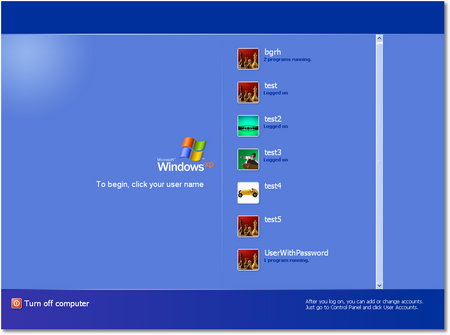 bgrh
2 programs running.
test
Logged on
test2
Logged on
test3
Logged on
Microsoft
Windows XP
To begin, click your user name
test4
test5
UserWithPassword
1 program running.
Turn off computer
After you log on, you can add or change accounts.
Just go to Control Panel and click User Accounts.